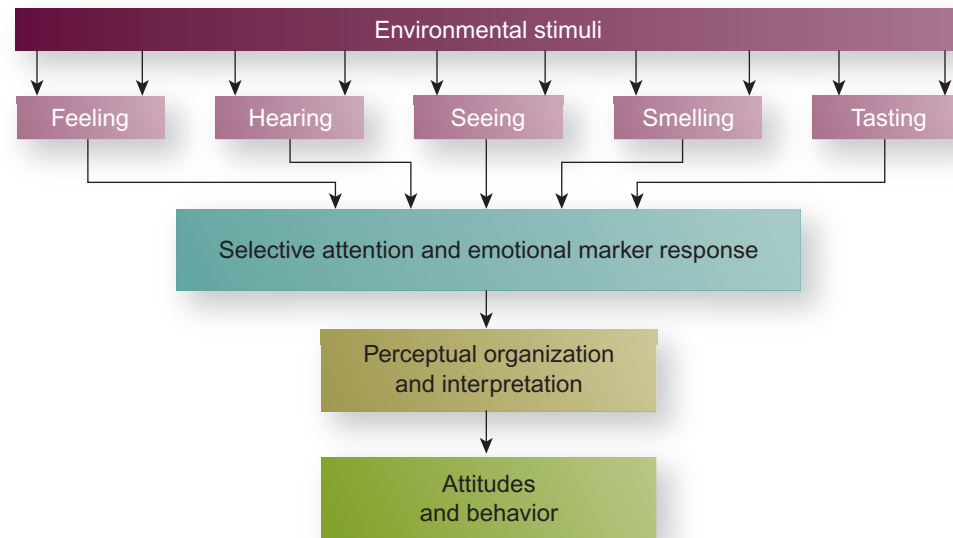 Environmental stimuli
Feeling
Hearing
Seeing
Smelling
Tasting
Selective attention and emotional marker response
Perceptual organization
and interpretation
Attitudes
and behavior